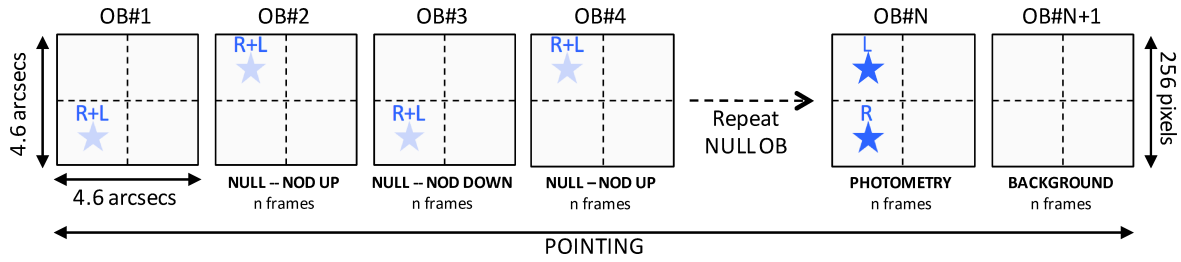 OB#1 OB#2 OB#3 OB#4 OB#N OB#N+1
R+L R+L R+L R+L L R
4.6 arcsecs
4.6 arcsecs
256 pixels
Repeat
NULL OB
NULL -- NOD UP NULL -- NOD DOWN NULL – NOD UP PHOTOMETRY BACKGROUND
n frames n frames n frames n frames n frames
POINTING